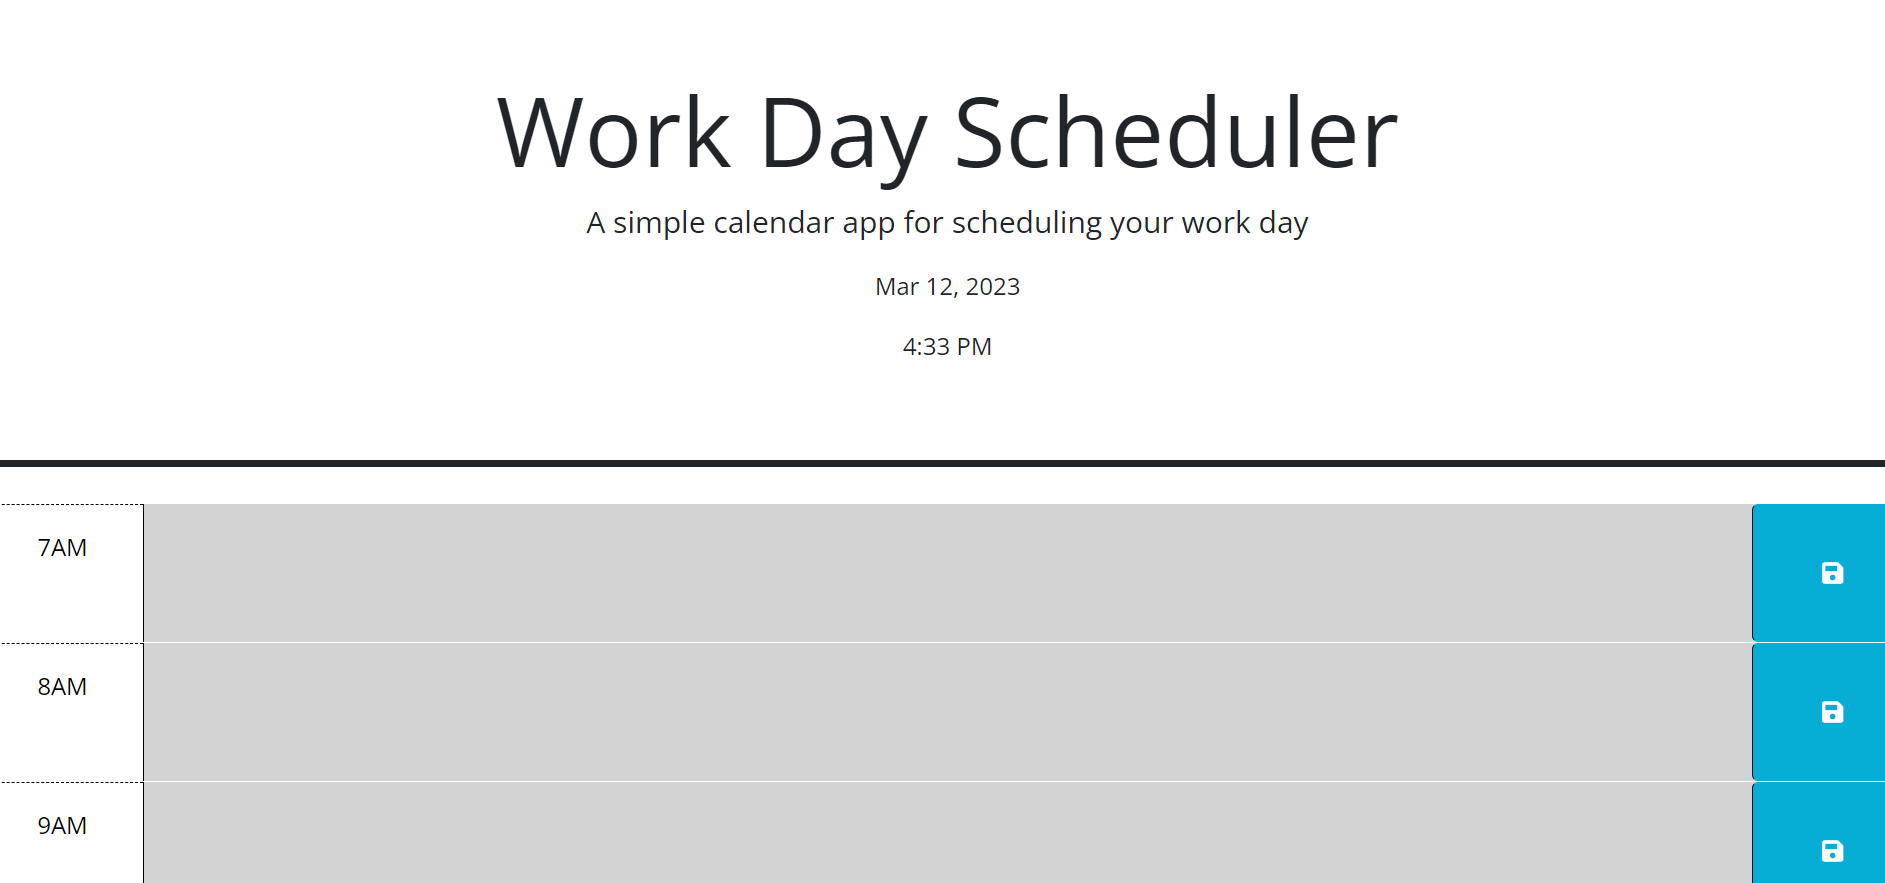 Work Day Scheduler
A simple calendar app for scheduling your work day
Mar 12, 2023
4:33 PM
7AM
8AM
9AM